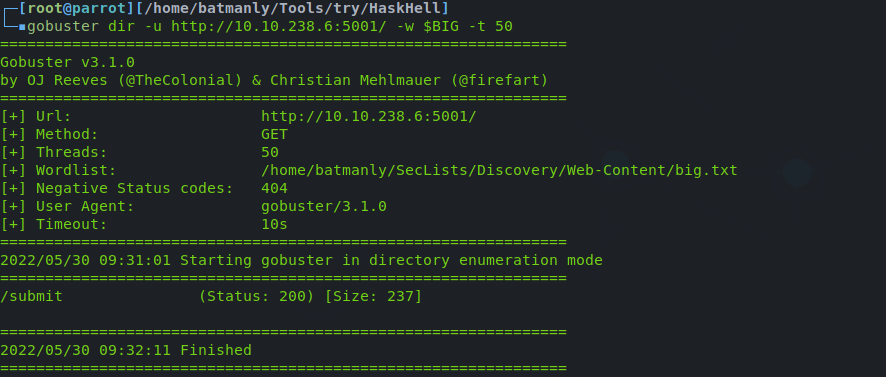 ┌─[root@parrot][/home/batmanly/Tools/try/HaskHell]
└──▪gobuster dir -u http://10.10.238.6:5001/ -w $BIG -t 50
===============================================================
Gobuster v3.1.0
by OJ Reeves (@TheColonial) & Christian Mehlmauer (@firefart)
===============================================================
[+] Url:                     http://10.10.238.6:5001/
[+] Method:                  GET
[+] Threads:                 50
[+] Wordlist:                /home/batmanly/SecLists/Discovery/Web-Content/big.txt
[+] Negative Status codes:   404
[+] User Agent:              gobuster/3.1.0
[+] Timeout:                 10s
===============================================================
2022/05/30 09:31:01 Starting gobuster in directory enumeration mode
===============================================================
/submit               (Status: 200) [Size: 237]
===============================================================
2022/05/30 09:32:11 Finished
===============================================================